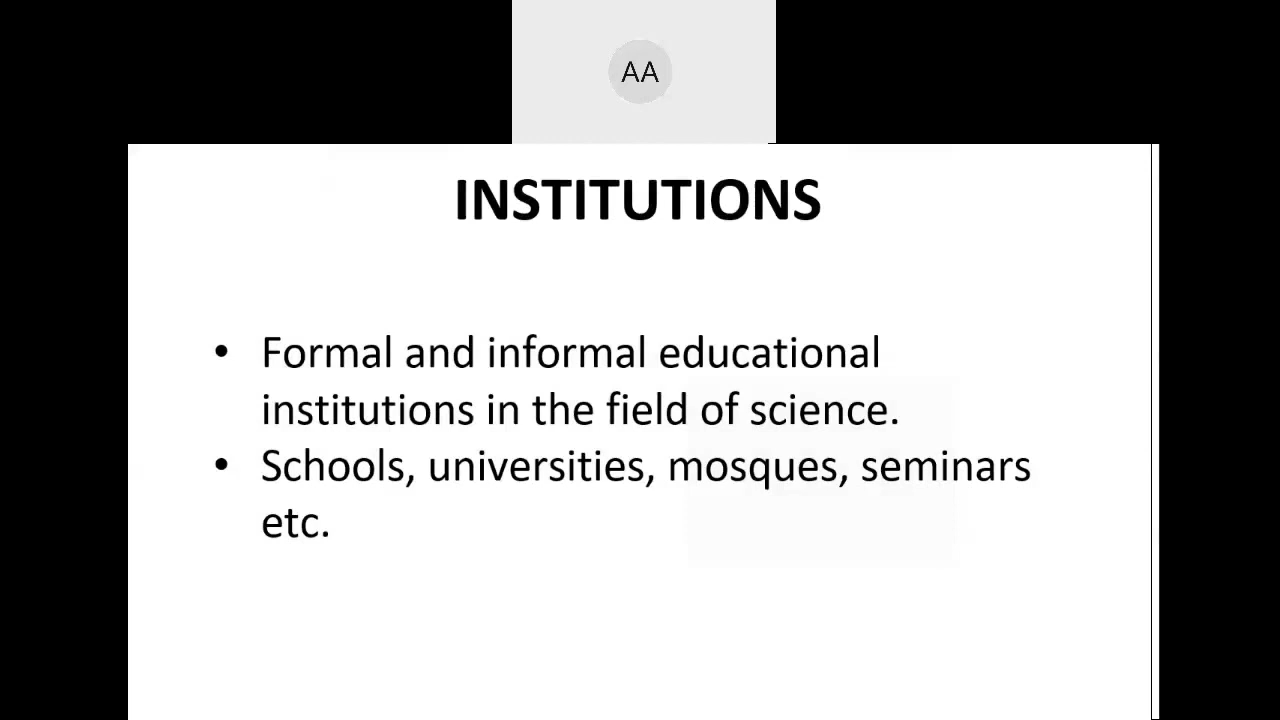 AA
INSTITUTIONS
• Formal and informal educational
institutions in the field of science.
• Schools, universities, mosques, seminars
etc.